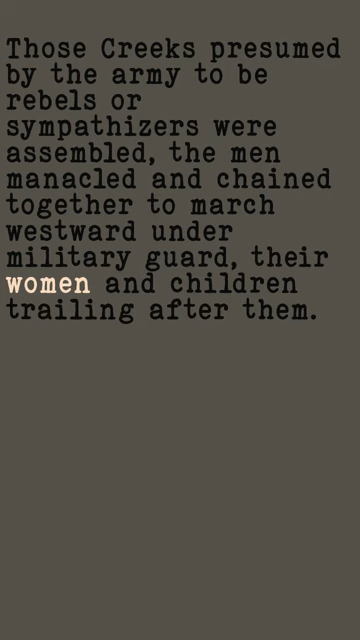 Those Creeks presumed
by the army to be
rebels or
sympathizers were
assembled, the men
manacled and chained
together to march
westward under
military guard, their
women and children
trailing after them.